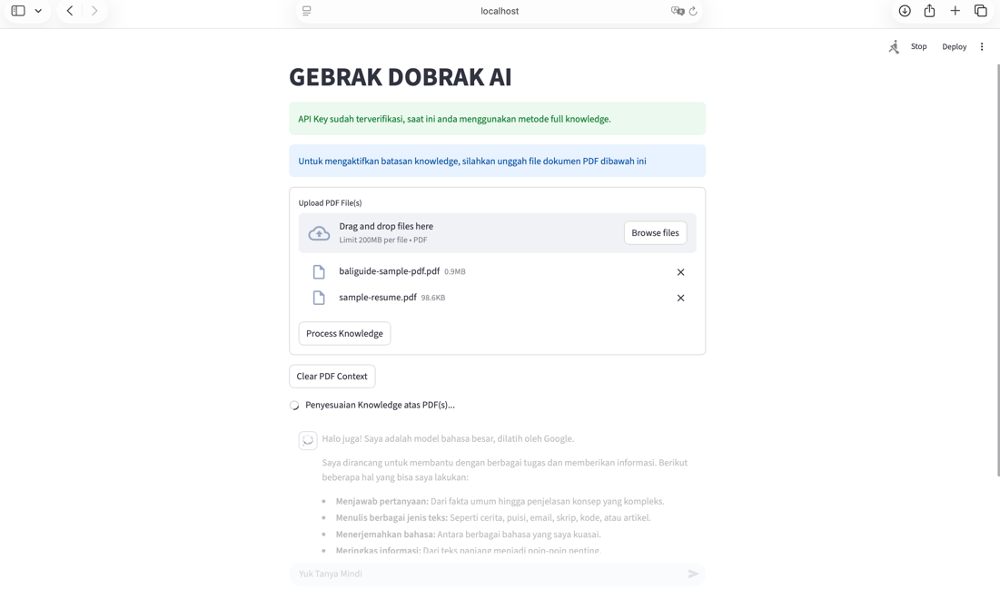 localhost
Stop Deploy
GEBRAK DOBRAK AI
API Key sudah terverifikasi, saat ini anda menggunakan metode full knowledge.
Untuk mengaktifkan batasan knowledge, silahkan unggah file dokumen PDF dibawah ini
Upload PDF File(s)
Drag and drop files here
Limit 200MB per file • PDF
Browse files
baliguide-sample-pdf.pdf 0.9MB
sample-resume.pdf 98.6KB
Process Knowledge
Clear PDF Context
Penyesuaian Knowledge atas PDF(s)...
Halo juga! Saya adalah model bahasa besar, dilatih oleh Google.
Saya dirancang untuk membantu dengan berbagai tugas dan memberikan informasi. Berikut
beberapa hal yang bisa saya lakukan:
• Menjawab pertanyaan: Dari fakta umum hingga penjelasan konsep yang kompleks.
• Menulis berbagai jenis teks: Seperti cerita, puisi, email, skrip, kode, atau artikel.
• Menerjemahkan bahasa: Antara berbagai bahasa yang saya kuasai.
• Meringkas informasi: Dari teks panjang menjadi poin-poin penting.
Yuk Tanya Mindi